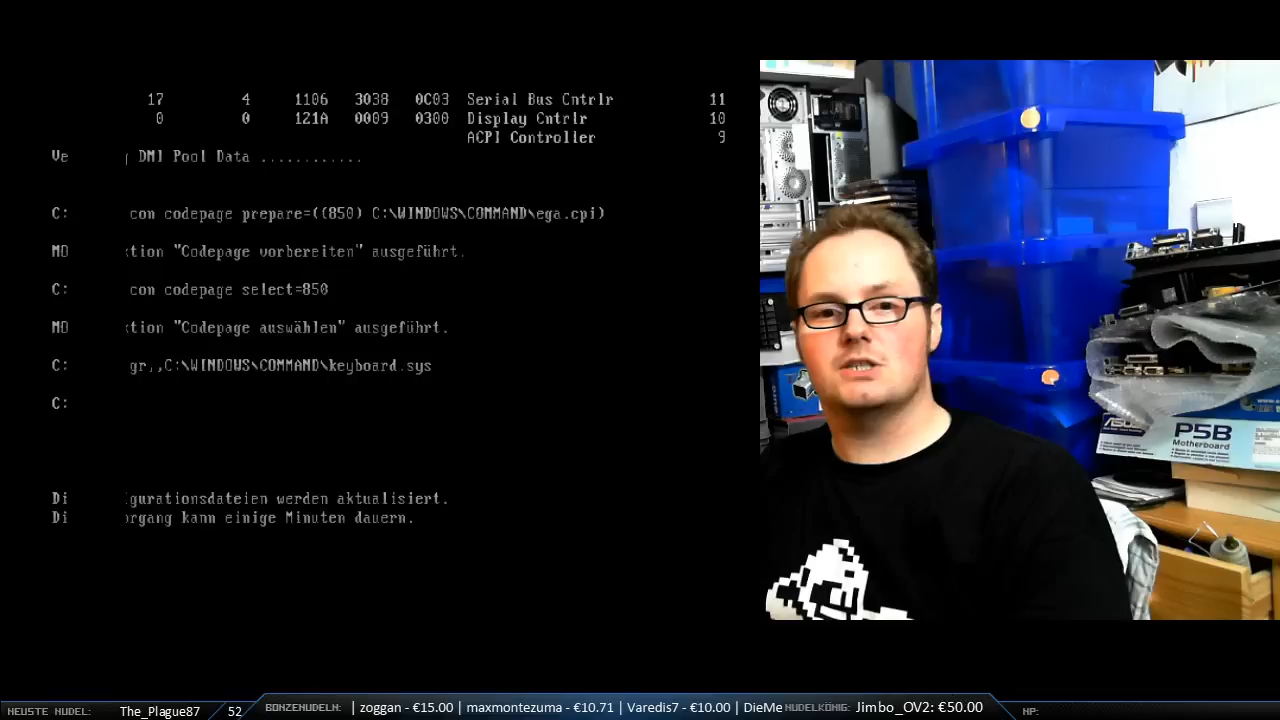 17 4 1106 3038 0C03 Serial Bus Cntrlr 11
0 0 121A 0009 0300 Display Cntrlr 10
ACPI Controller 9
Ve DMI Pool Data ............
C: con codepage prepare=((850) C:\WINDOWS\COMMAND\ega.cpi)
MO tion "Codepage vorbereiten" ausgeführt.
C: con codepage select=850
MO tion "Codepage auswählen" ausgeführt.
C: gr,,C:\WINDOWS\COMMAND\keyboard.sys
C:
Di gurationsdateien werden aktualisiert.
Di organg kann einige Minuten dauern.
ASUS
P5B
Motherboard
HEUSTE NUDEL: The_Plague87 52 BONZENUDELN: | zoggan - €15.00 | maxmontezuma - €10.71 | Varedis7 - €10.00 | DieMe NUDELKÖNIG: Jimbo_OV2: €50.00 HP: